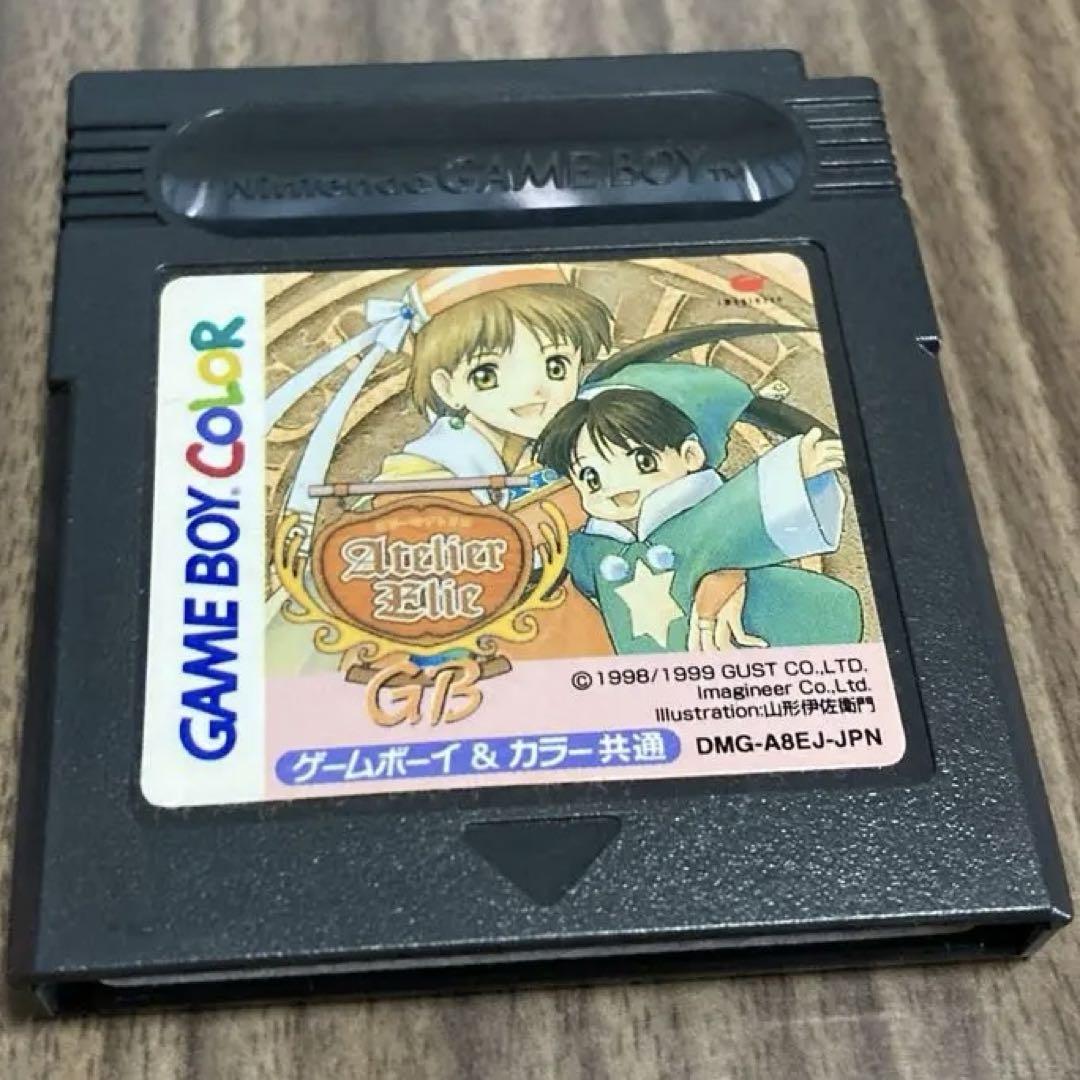 Nintendo GAME BOY™
GAME BOY COLOR
imagineer
Atelier
Elie
GB
©1998/1999 GUST CO.,LTD.
Imagineer Co.,Ltd.
Illustration:山形伊佐衛門
ゲームボーイ & カラー共通
DMG-A8EJ-JPN